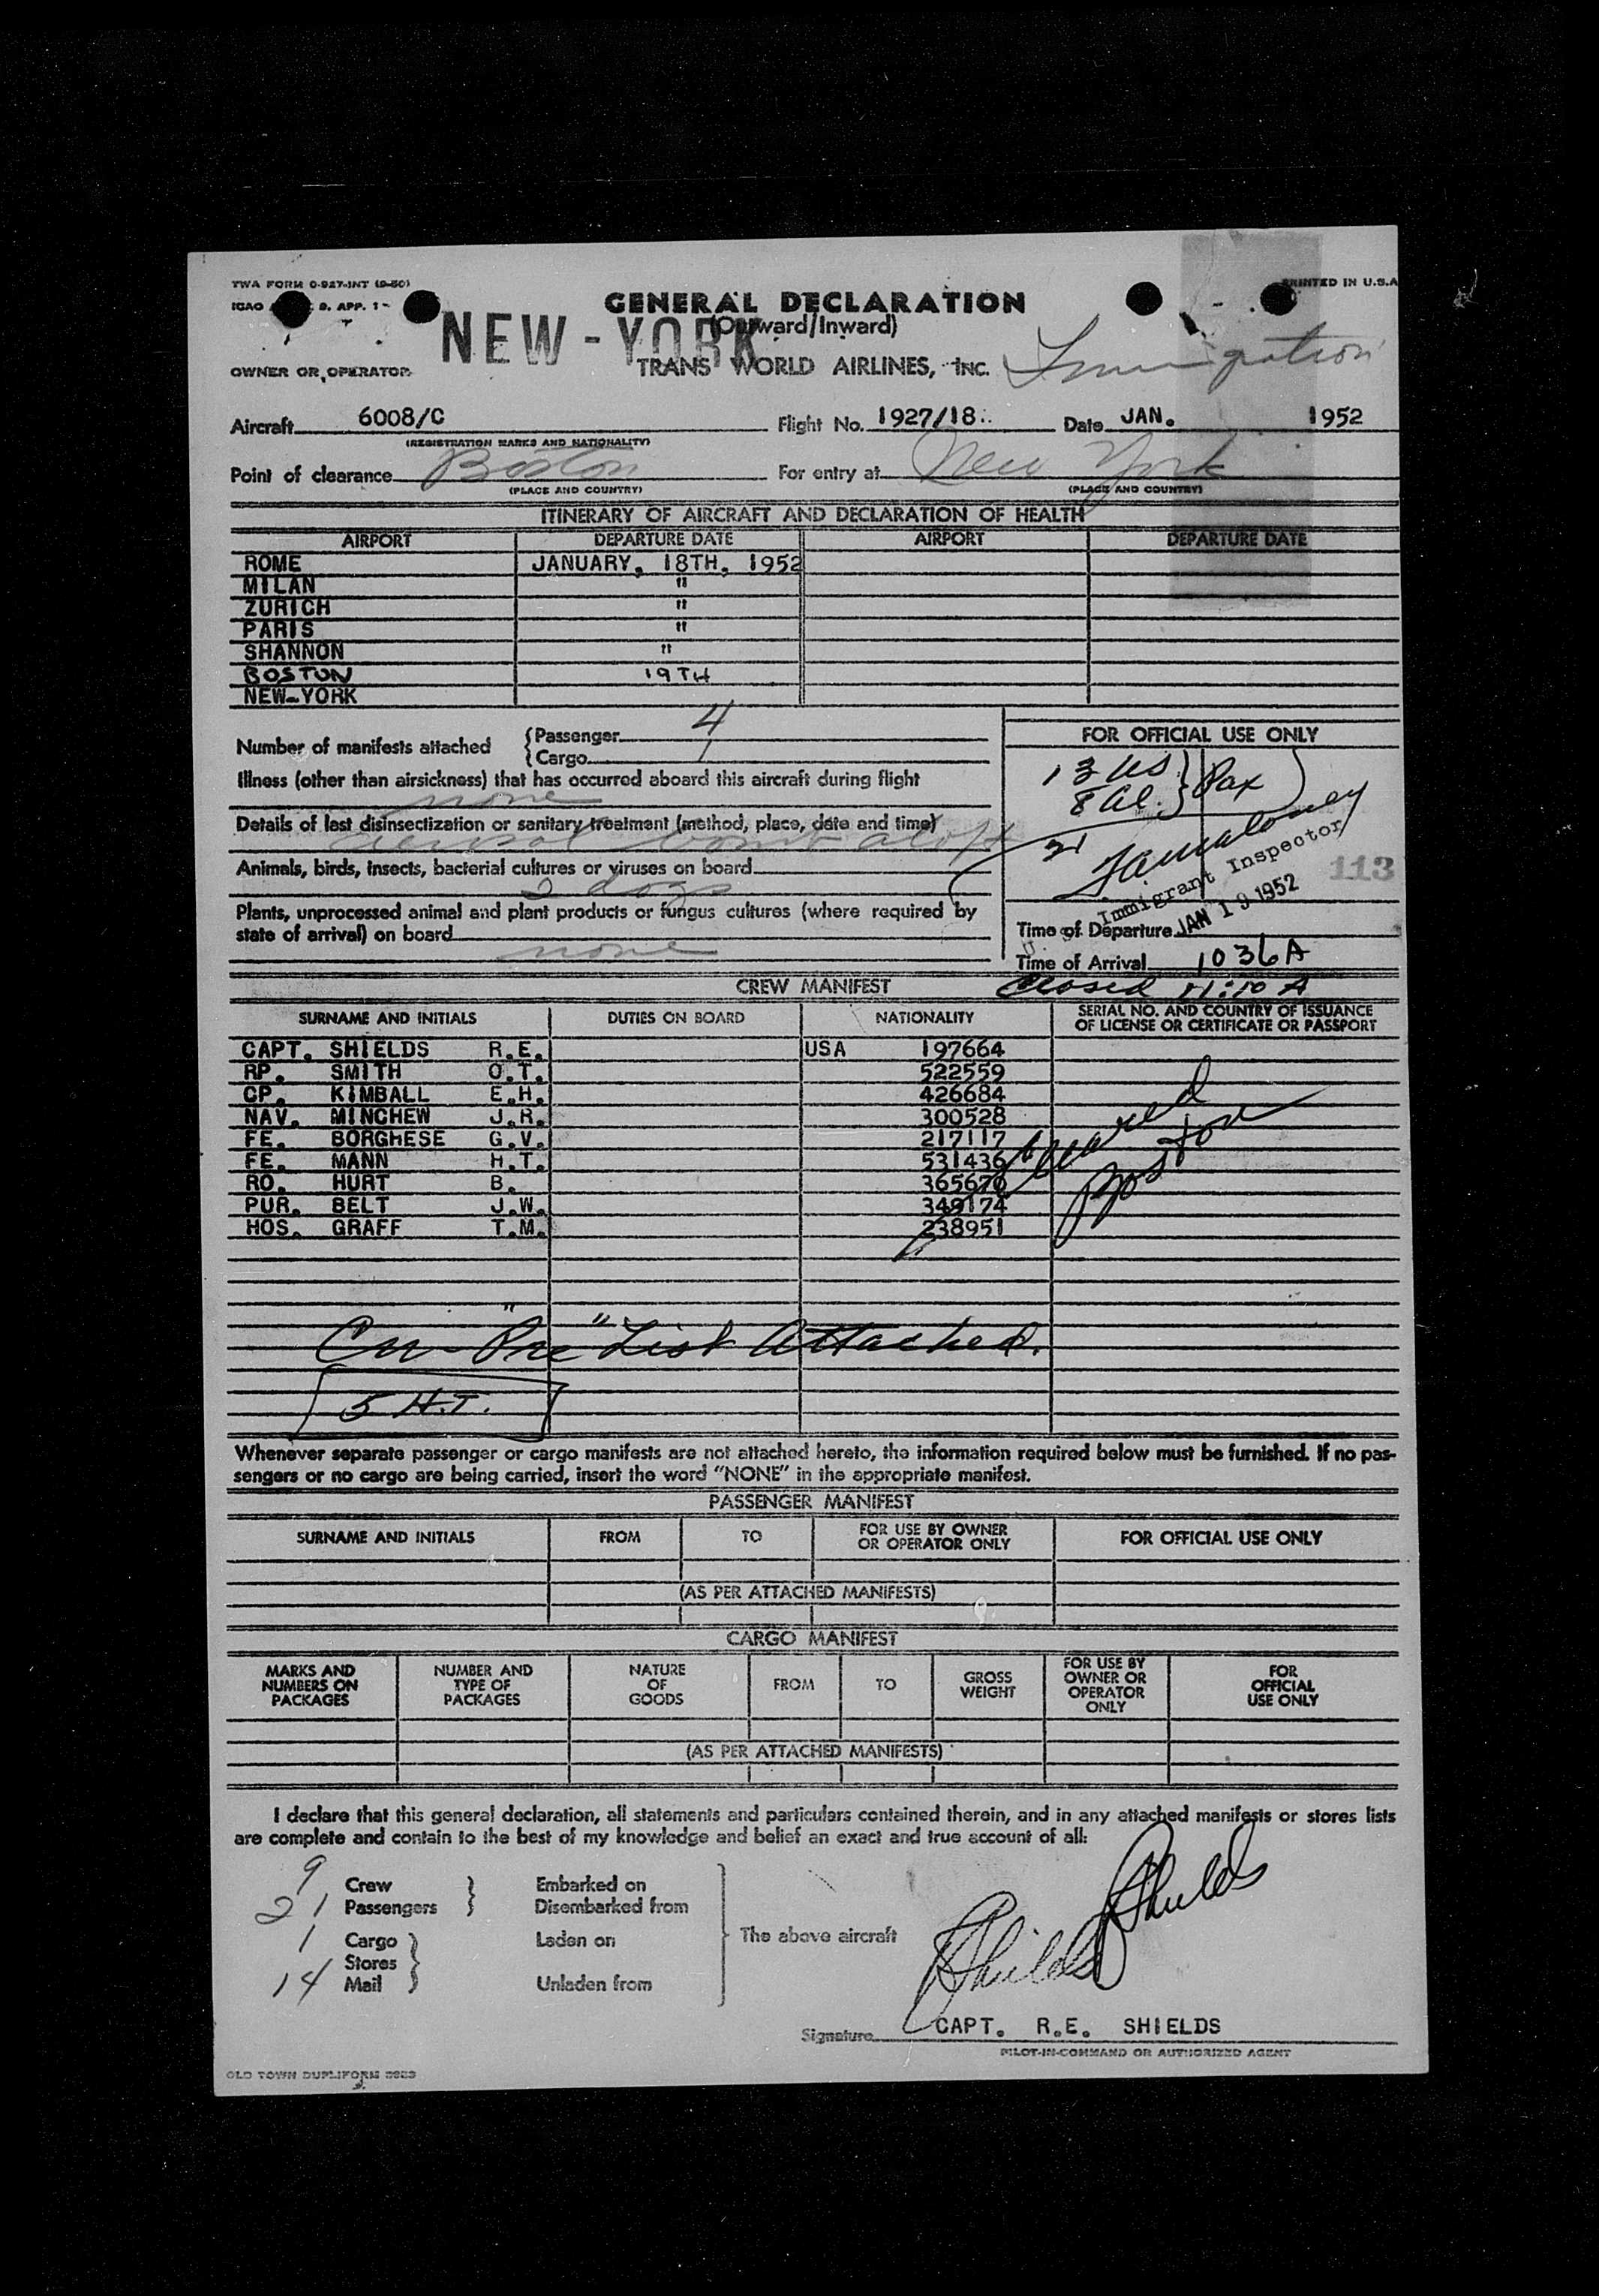 TWA FORM 0-927-INT (9-50)
PRINTED IN U.S.A
ICAO 9. APP. 1-
GENERAL DECLARATION
(Outward/Inward)
NEW-YORK
OWNER OR OPERATOR
TRANS WORLD AIRLINES, INC.
Immigration
Aircraft 6008/C Flight No. 1927/18 Date JAN. 1952
(REGISTRATION MARKS AND NATIONALITY)
Point of clearance Boston For entry at New York
(PLACE AND COUNTRY) (PLACE AND COUNTRY)
ITINERARY OF AIRCRAFT AND DECLARATION OF HEALTH
AIRPORT DEPARTURE DATE AIRPORT DEPARTURE DATE
ROME JANUARY, 18TH, 1952
MILAN "
ZURICH "
PARIS "
SHANNON "
BOSTON 19TH
NEW-YORK
Number of manifests attached
Passenger 4
Cargo 1
Illness (other than airsickness) that has occurred aboard this aircraft during flight
none
Details of last disinsectization or sanitary treatment (method, place, date and time)
aerosol bomb aloft
Animals, birds, insects, bacterial cultures or viruses on board
2 dogs
Plants, unprocessed animal and plant products or fungus cultures (where required by
state of arrival) on board
none
FOR OFFICIAL USE ONLY
13 US
8 Al. } Pax
21
Immigrant Inspector
113
JAN 19 1952
Time of Departure
Time of Arrival 1036A
Closed 11:10 A
CREW MANIFEST
SURNAME AND INITIALS DUTIES ON BOARD NATIONALITY SERIAL NO. AND COUNTRY OF ISSUANCE OF LICENSE OR CERTIFICATE OR PASSPORT
CAPT. SHIELDS R.E. USA 197664
RP. SMITH O.T. 522559
CP. KIMBALL E.H. 426684
NAV. MINCHEW J.R. 300528
FE. BORGHESE G.V. 217117
FE. MANN H.T. 531436
RO. HURT B. 365670
PUR. BELT J.W. 349174
HOS. GRAFF T.M. 238951
Cleared
Boston
List Attached.
5 H.T.
Whenever separate passenger or cargo manifests are not attached hereto, the information required below must be furnished. If no pas-
sengers or no cargo are being carried, insert the word "NONE" in the appropriate manifest.
PASSENGER MANIFEST
SURNAME AND INITIALS FROM TO FOR USE BY OWNER OR OPERATOR ONLY FOR OFFICIAL USE ONLY
(AS PER ATTACHED MANIFESTS)
CARGO MANIFEST
MARKS AND NUMBERS ON PACKAGES NUMBER AND TYPE OF PACKAGES NATURE OF GOODS FROM TO GROSS WEIGHT FOR USE BY OWNER OR OPERATOR ONLY FOR OFFICIAL USE ONLY
(AS PER ATTACHED MANIFESTS)
I declare that this general declaration, all statements and particulars contained therein, and in any attached manifests or stores lists
are complete and contain to the best of my knowledge and belief an exact and true account of all:
9 Crew Embarked on
21 Passengers Disembarked from
1 Cargo Laden on
The above aircraft
Stores
14 Mail Unladen from
RShields
RShields
Signature CAPT. R.E. SHIELDS
PILOT-IN-COMMAND OR AUTHORIZED AGENT
OLD TOWN DUPLIFORM